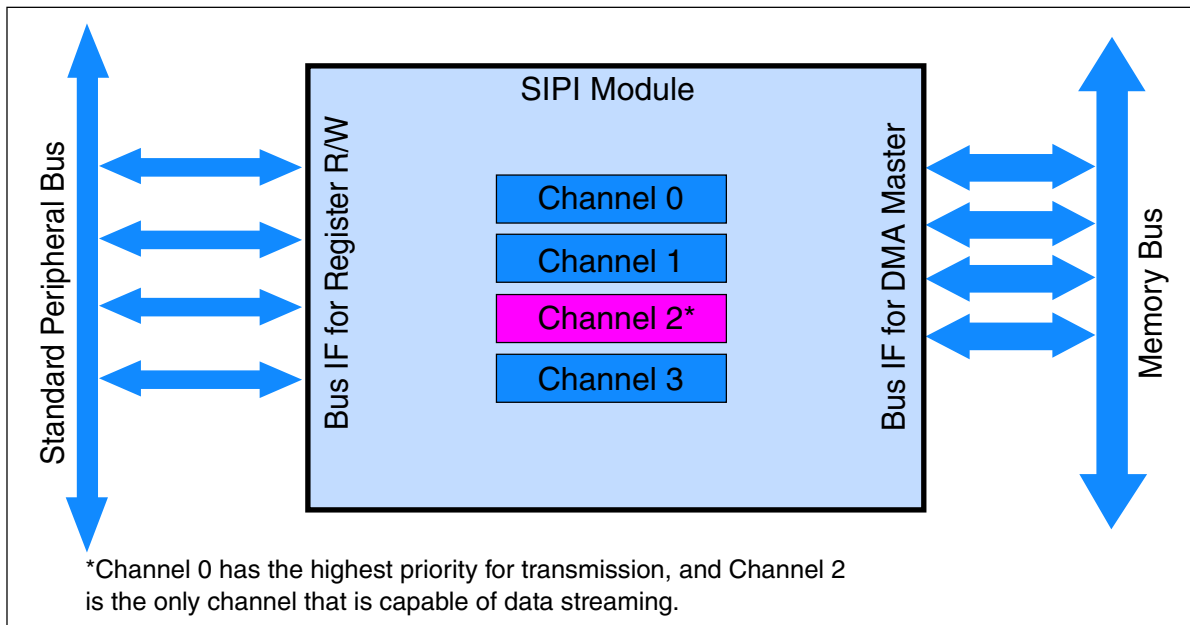 SIPI Module
Standard Peripheral Bus
Bus IF for Register R/W
Channel 0
Channel 1
Channel 2*
Channel 3
Bus IF for DMA Master
Memory Bus
*Channel 0 has the highest priority for transmission, and Channel 2
is the only channel that is capable of data streaming.